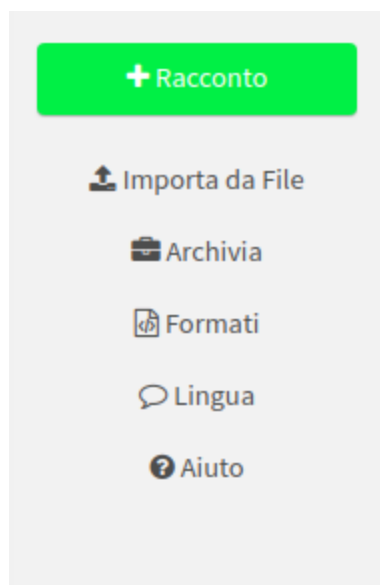 Racconto
Importa da File
Archivia
Formati
Lingua
Aiuto